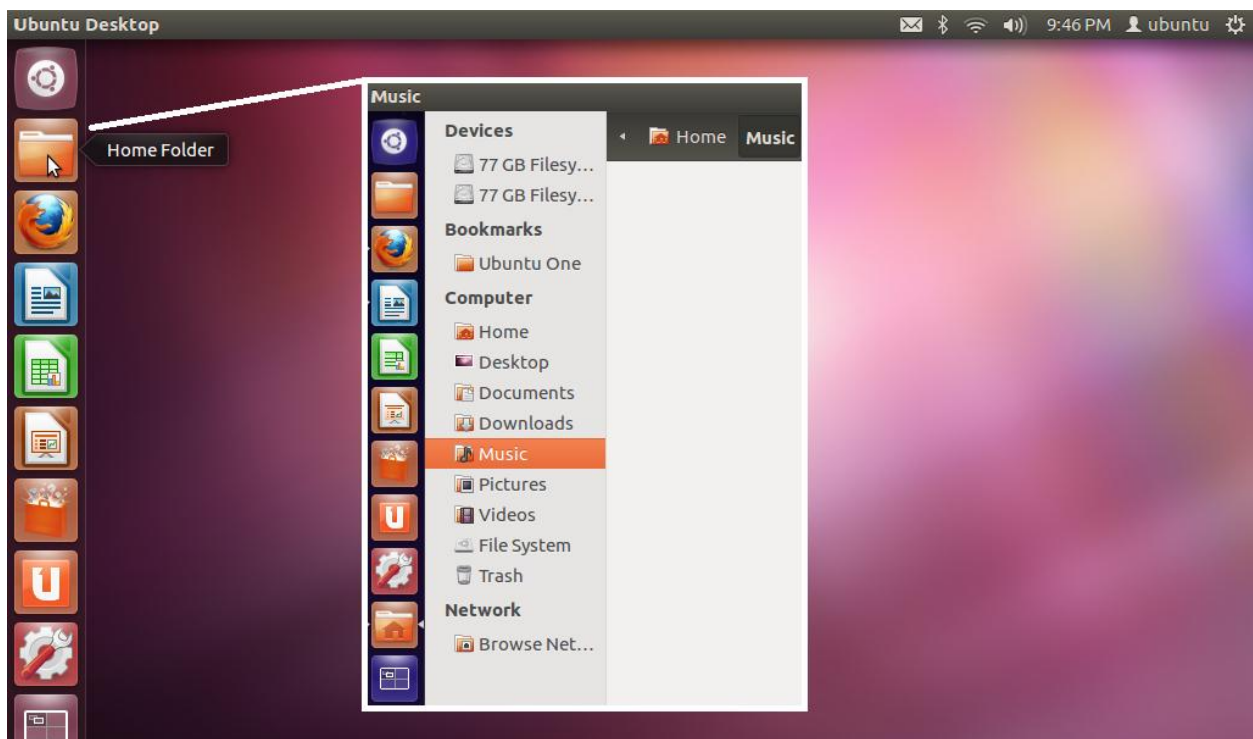 Ubuntu Desktop 9:46 PM ubuntu
Home Folder
Music
Devices
Home Music
77 GB Filesy...
77 GB Filesy...
Bookmarks
Ubuntu One
Computer
Home
Desktop
Documents
Downloads
Music
Pictures
Videos
File System
Trash
Network
Browse Net...